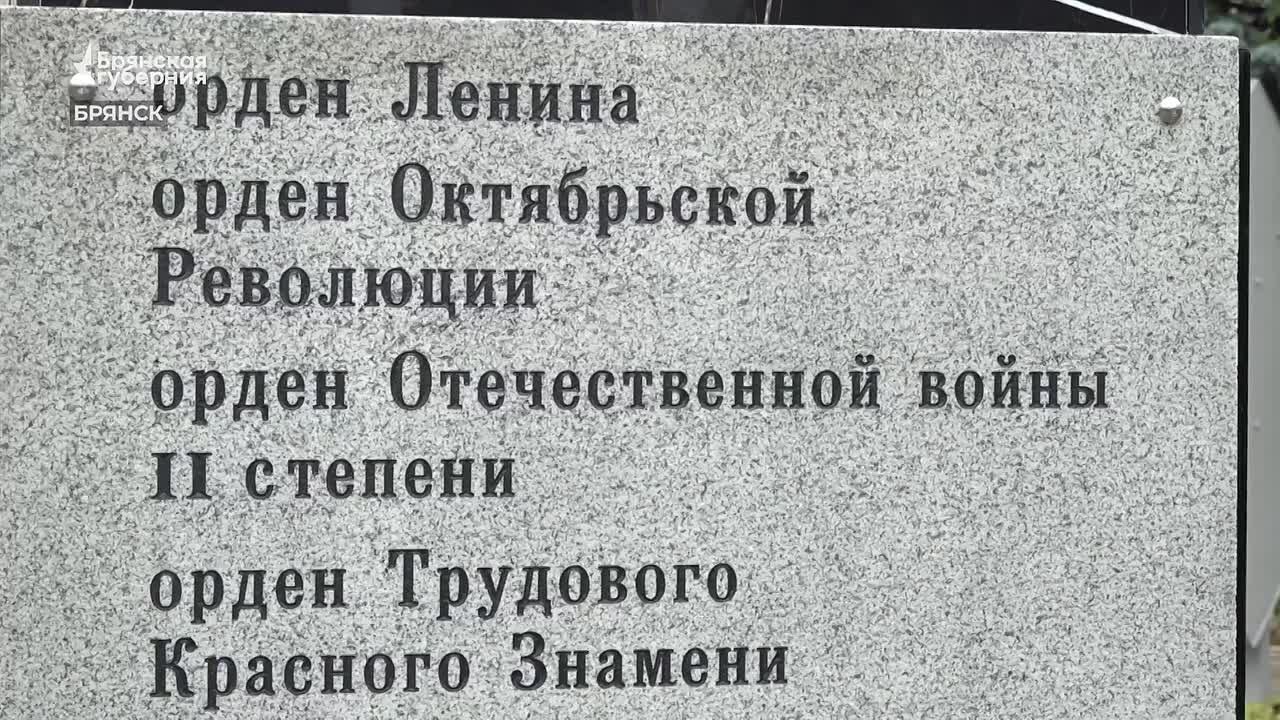 Брянская
губерния
БРЯНСК
орден Ленина
орден Октябрьской
Революции
орден Отечественной войны
II степени
орден Трудового
Красного Знамени